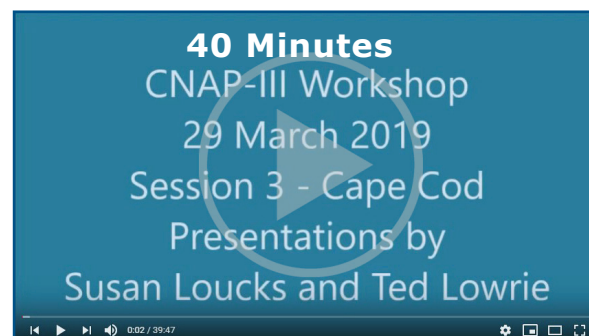 40 Minutes
CNAP-III Workshop
29 March 2019
Session 3 - Cape Cod
Presentations by
Susan Loucks and Ted Lowrie
0:02 / 39:47